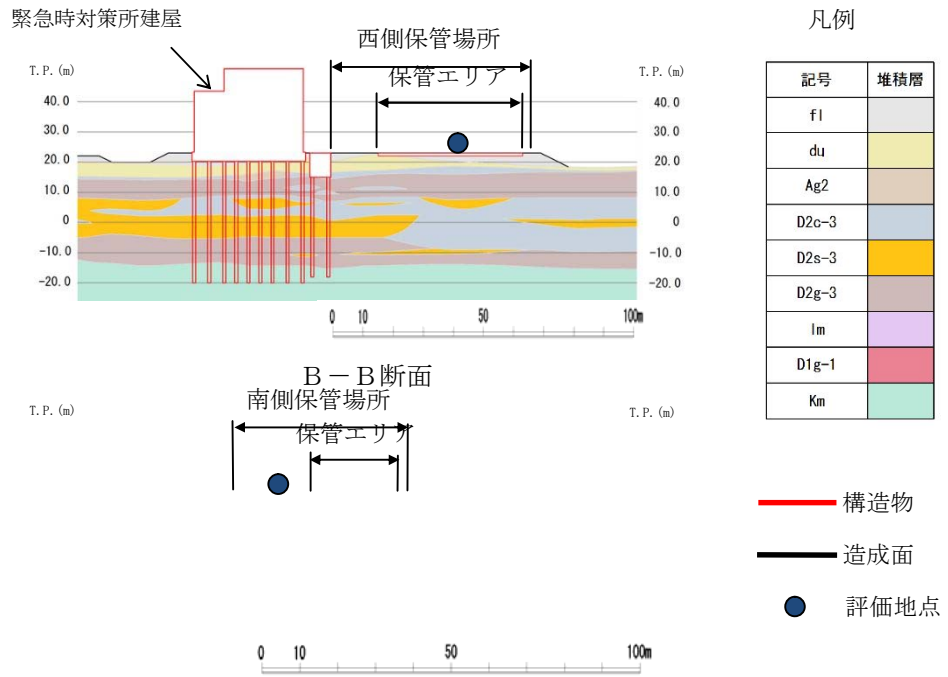 緊急時対策所建屋
西側保管場所
保管エリア
T.P.(m)
T.P.(m)
40.0
40.0
30.0
30.0
20.0
20.0
10.0
10.0
0
0
-10.0
-10.0
-20.0
-20.0
0 10 50 100m
B-B断面
南側保管場所
保管エリア
T.P.(m)
T.P.(m)
0 10 50 100m
凡例
記号 堆積層
fl
du
Ag2
D2c-3
D2s-3
D2g-3
lm
D1g-1
Km
構造物
造成面
評価地点